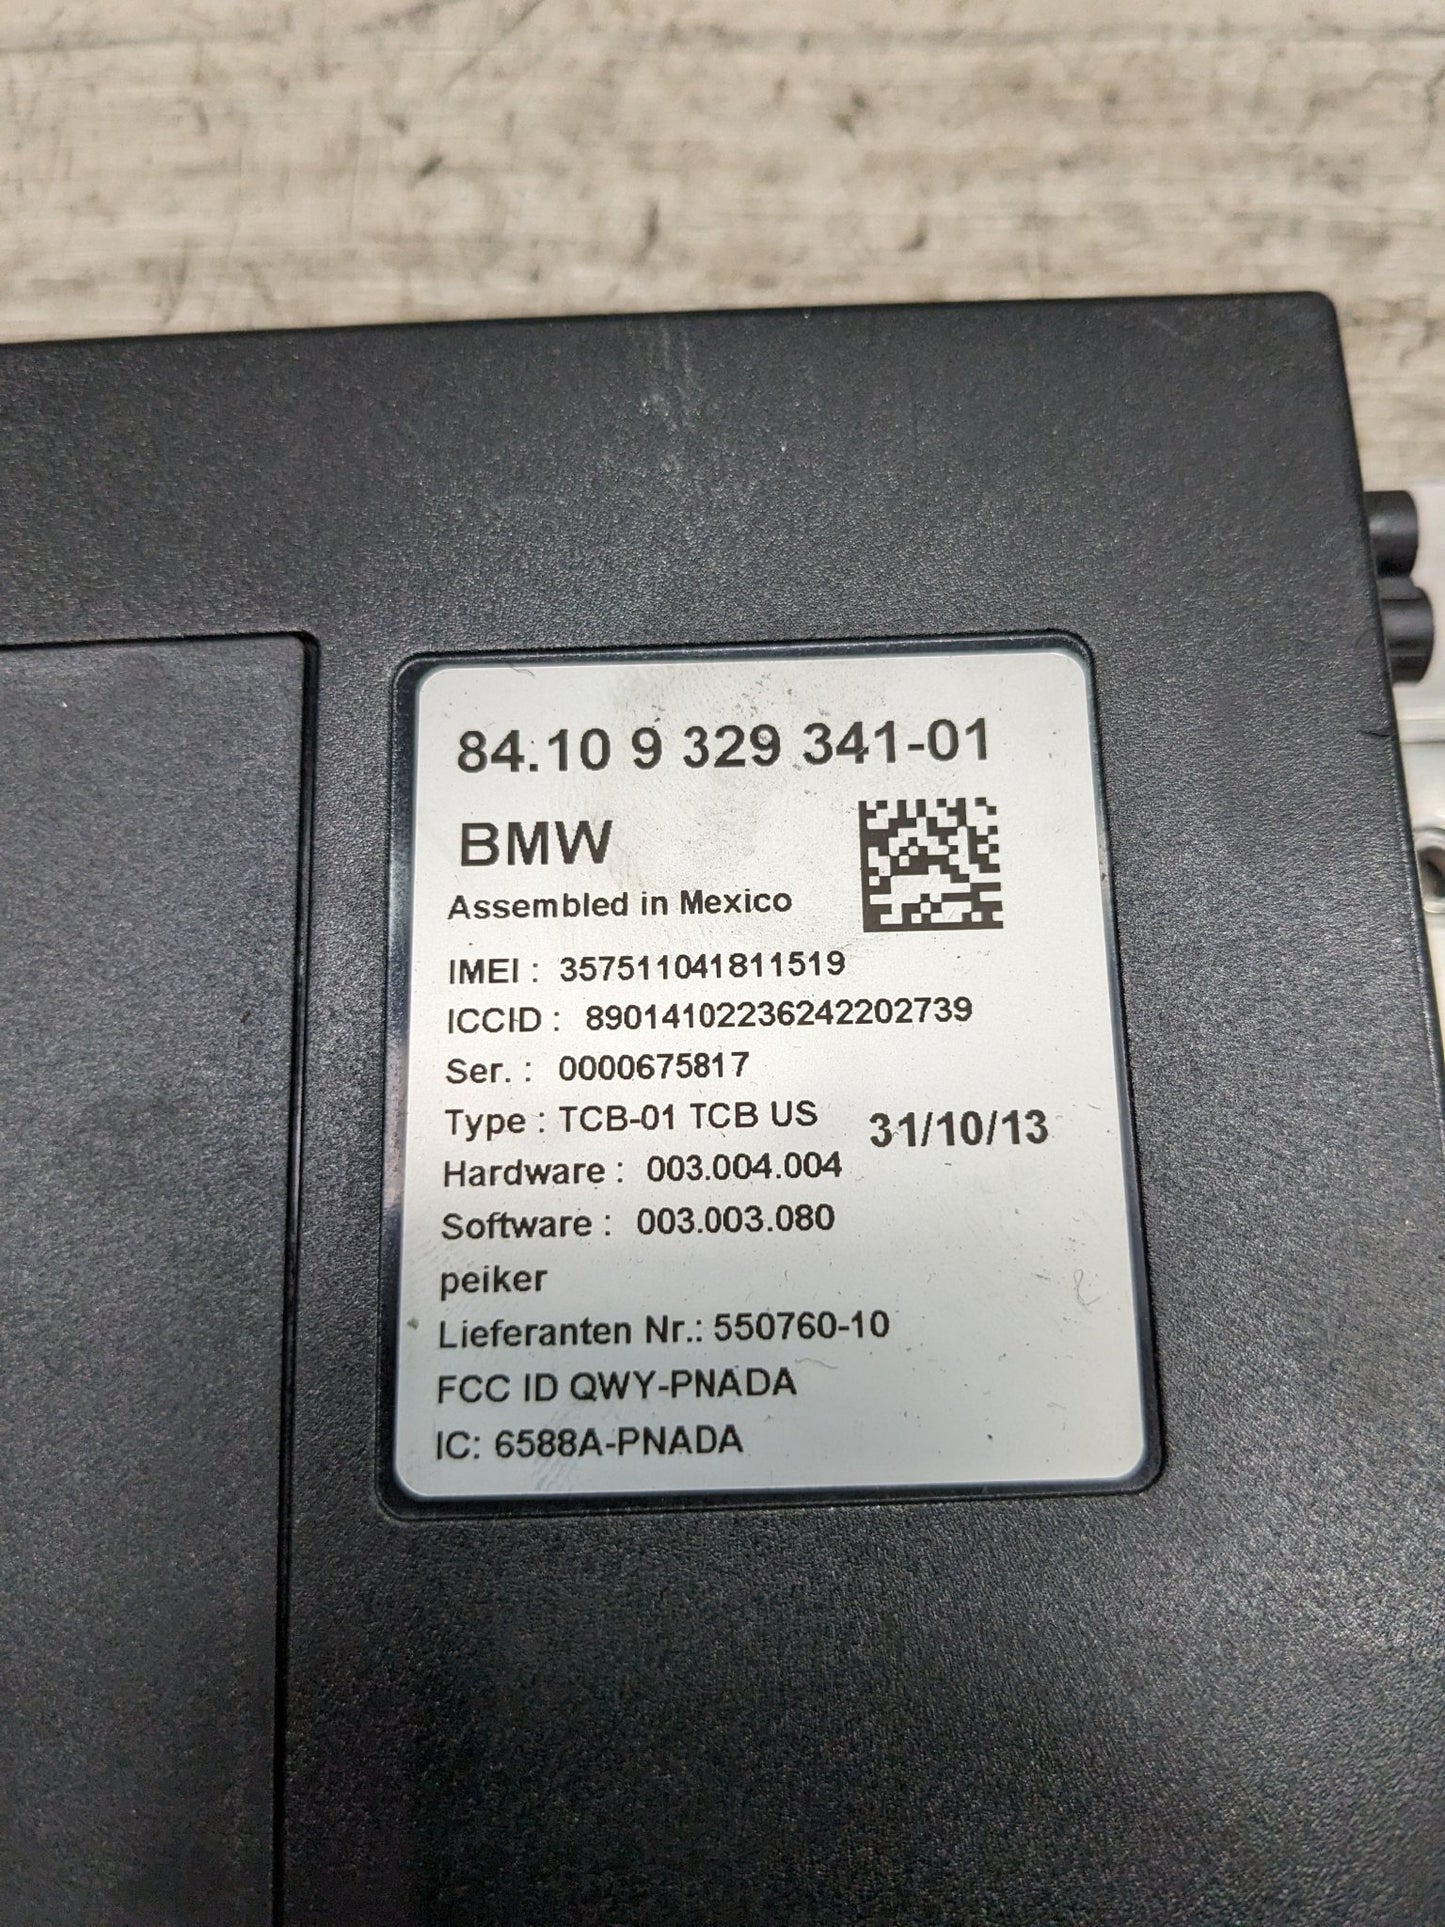 84.10 9 329 341-01
BMW
Assembled in Mexico
IMEI : 357511041811519
ICCID : 89014102236242202739
Ser. : 0000675817
Type : TCB-01 TCB US 31/10/13
Hardware : 003.004.004
Software : 003.003.080
peiker
Lieferanten Nr.: 550760-10
FCC ID QWY-PNADA
IC: 6588A-PNADA